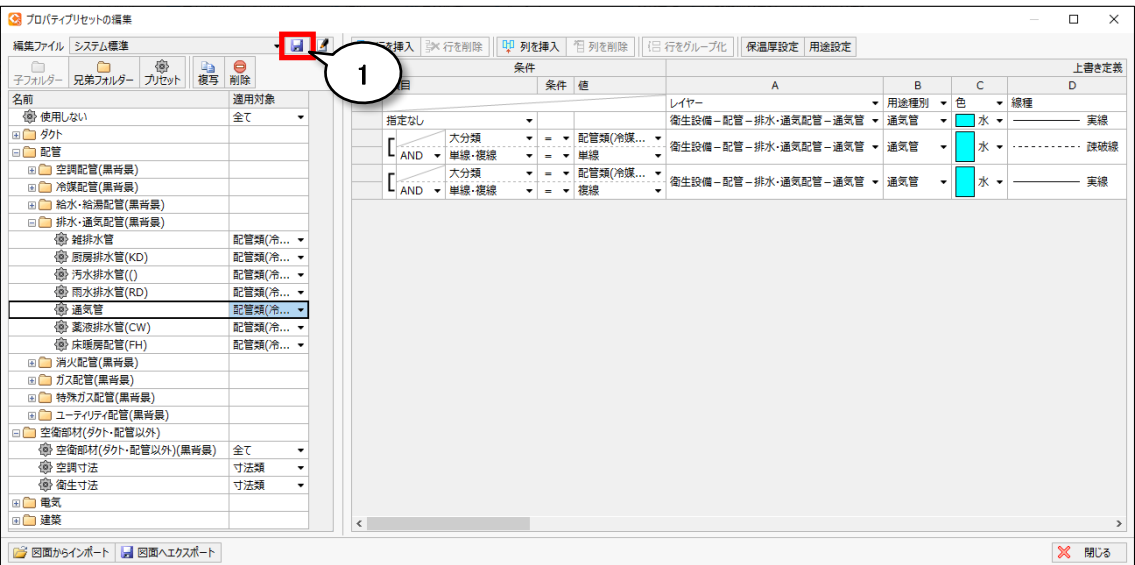 プロパティプリセットの編集
編集ファイル システム標準
行を挿入 行を削除 列を挿入 列を削除 行をグループ化 保温厚設定 用途設定
子フォルダー 兄弟フォルダー プリセット 複写 削除
1
名前 適用対象
使用しない 全て
ダクト
配管
空調配管(黒背景)
冷媒配管(黒背景)
給水・給湯配管(黒背景)
排水・通気配管(黒背景)
雑排水管 配管類(冷...
厨房排水管(KD) 配管類(冷...
汚水排水管(() 配管類(冷...
雨水排水管(RD) 配管類(冷...
通気管 配管類(冷...
薬液排水管(CW) 配管類(冷...
床暖房配管(FH) 配管類(冷...
消火配管(黒背景)
ガス配管(黒背景)
特殊ガス配管(黒背景)
ユーティリティ配管(黒背景)
空衛部材(ダクト・配管以外)
空衛部材(ダクト・配管以外)(黒背景) 全て
空調寸法 寸法類
衛生寸法 寸法類
電気
建築
条件 上書き定義
項目 条件 値 A B C D
レイヤー 用途種別 色 線種
指定なし 衛生設備-配管-排水・通気配管-通気管 通気管 水 実線
大分類 = 配管類(冷媒... 衛生設備-配管-排水・通気配管-通気管 通気管 水 疎破線
AND 単線・複線 = 単線
大分類 = 配管類(冷媒... 衛生設備-配管-排水・通気配管-通気管 通気管 水 実線
AND 単線・複線 = 複線
図面からインポート 図面へエクスポート 閉じる